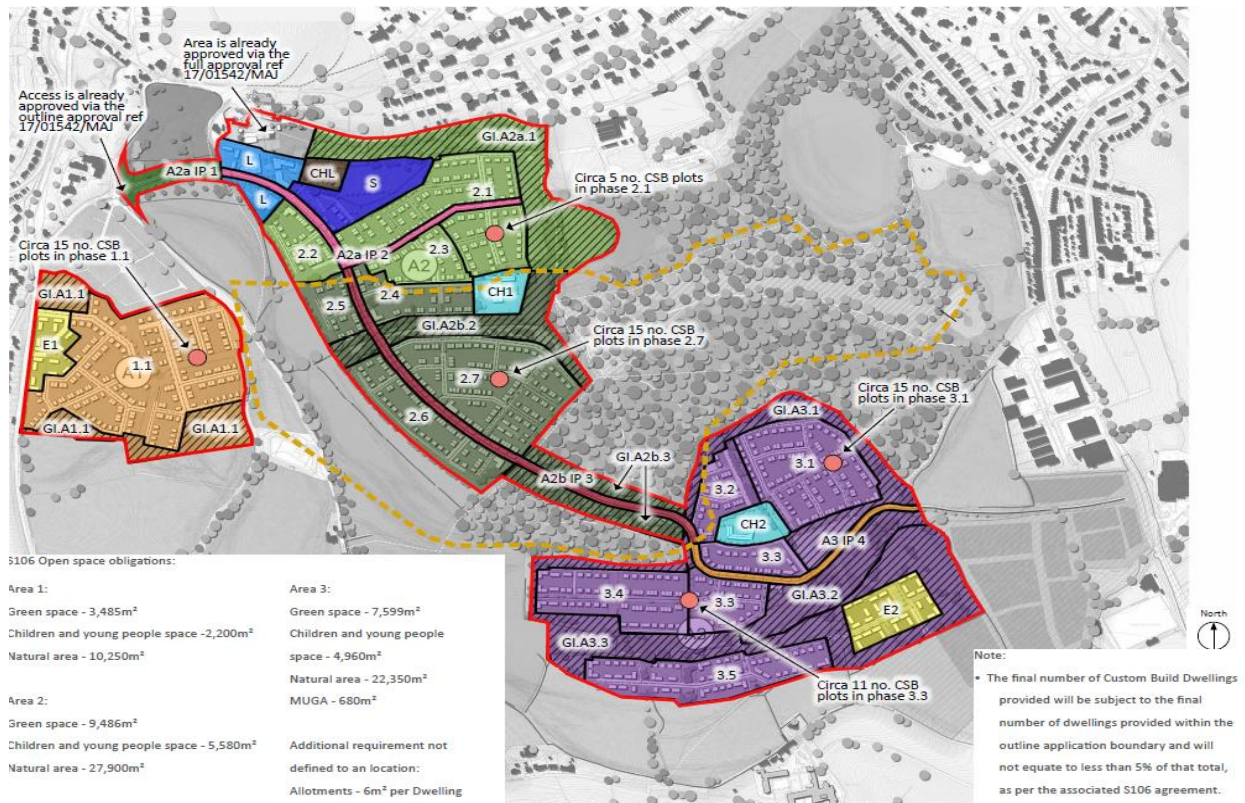 Area is already
approved via the
full approval ref
17/01542/MAJ
Access is already
approved via the
outline approval ref
17/01542/MAJ
A2a IP 1
L
L
CHL
S
GI.A2a.1
2.1
Circa 5 no. CSB plots
in phase 2.1
2.2
A2a IP 2
2.3
A2
Circa 15 no. CSB
plots in phase 1.1
GI.A1.1
E1
1.1
A1
GI.A1.1
GI.A1.1
2.5
2.4
CH1
GI.A2b.2
Circa 15 no. CSB
plots in phase 2.7
2.7
2.6
Circa 15 no. CSB
plots in phase 3.1
A2b IP 3
GI.A2b.3
GI.A3.1
3.1
3.2
CH2
A3 IP 4
3.3
3.4
3.3
GI.A3.2
E2
GI.A3.3
3.5
Circa 11 no. CSB
plots in phase 3.3
North
S106 Open space obligations:
Area 1:
Green space - 3,485m²
Children and young people space -2,200m²
Natural area - 10,250m²
Area 2:
Green space - 9,486m²
Children and young people space - 5,580m²
Natural area - 27,900m²
Area 3:
Green space - 7,599m²
Children and young people
space - 4,960m²
Natural area - 22,350m²
MUGA - 680m²
Additional requirement not
defined to an location:
Allotments - 6m² per Dwelling
Note:
• The final number of Custom Build Dwellings
provided will be subject to the final
number of dwellings provided within the
outline application boundary and will
not equate to less than 5% of that total,
as per the associated S106 agreement.